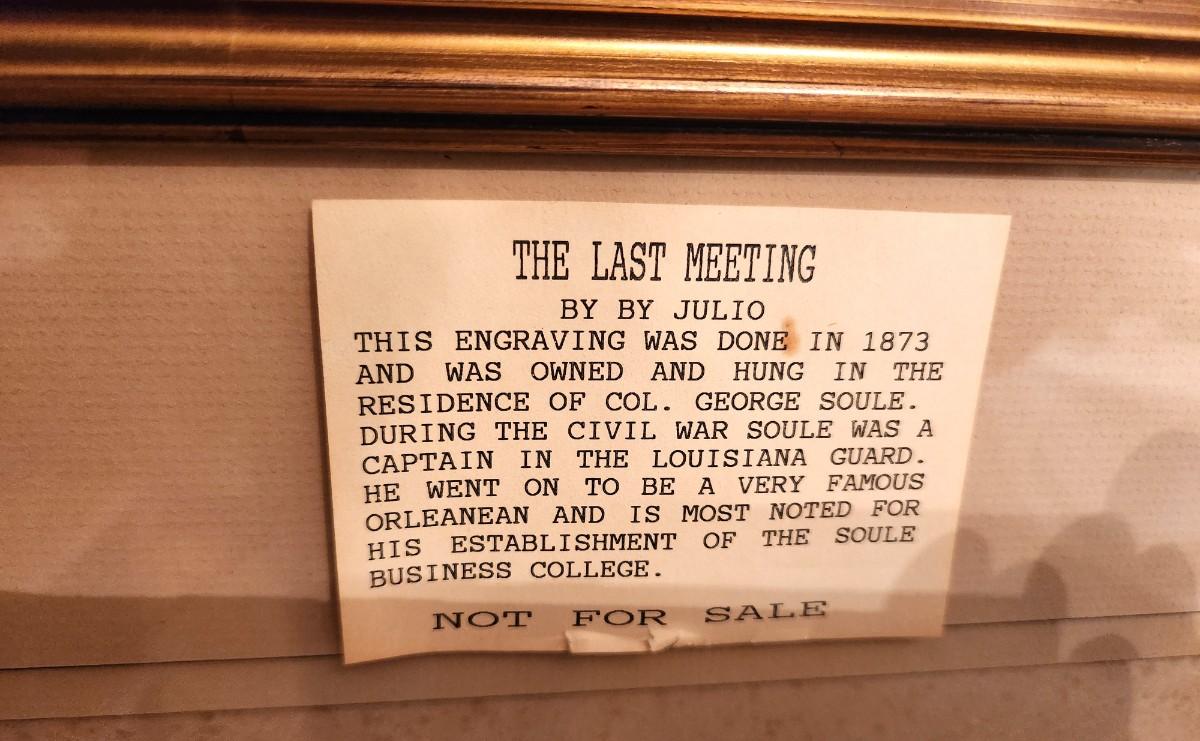 THE LAST MEETING
BY BY JULIO
THIS ENGRAVING WAS DONE IN 1873
AND WAS OWNED AND HUNG IN THE
RESIDENCE OF COL. GEORGE SOULE.
DURING THE CIVIL WAR SOULE WAS A
CAPTAIN IN THE LOUISIANA GUARD.
HE WENT ON TO BE A VERY FAMOUS
ORLEANEAN AND IS MOST NOTED FOR
HIS ESTABLISHMENT OF THE SOULE
BUSINESS COLLEGE.
NOT FOR SALE